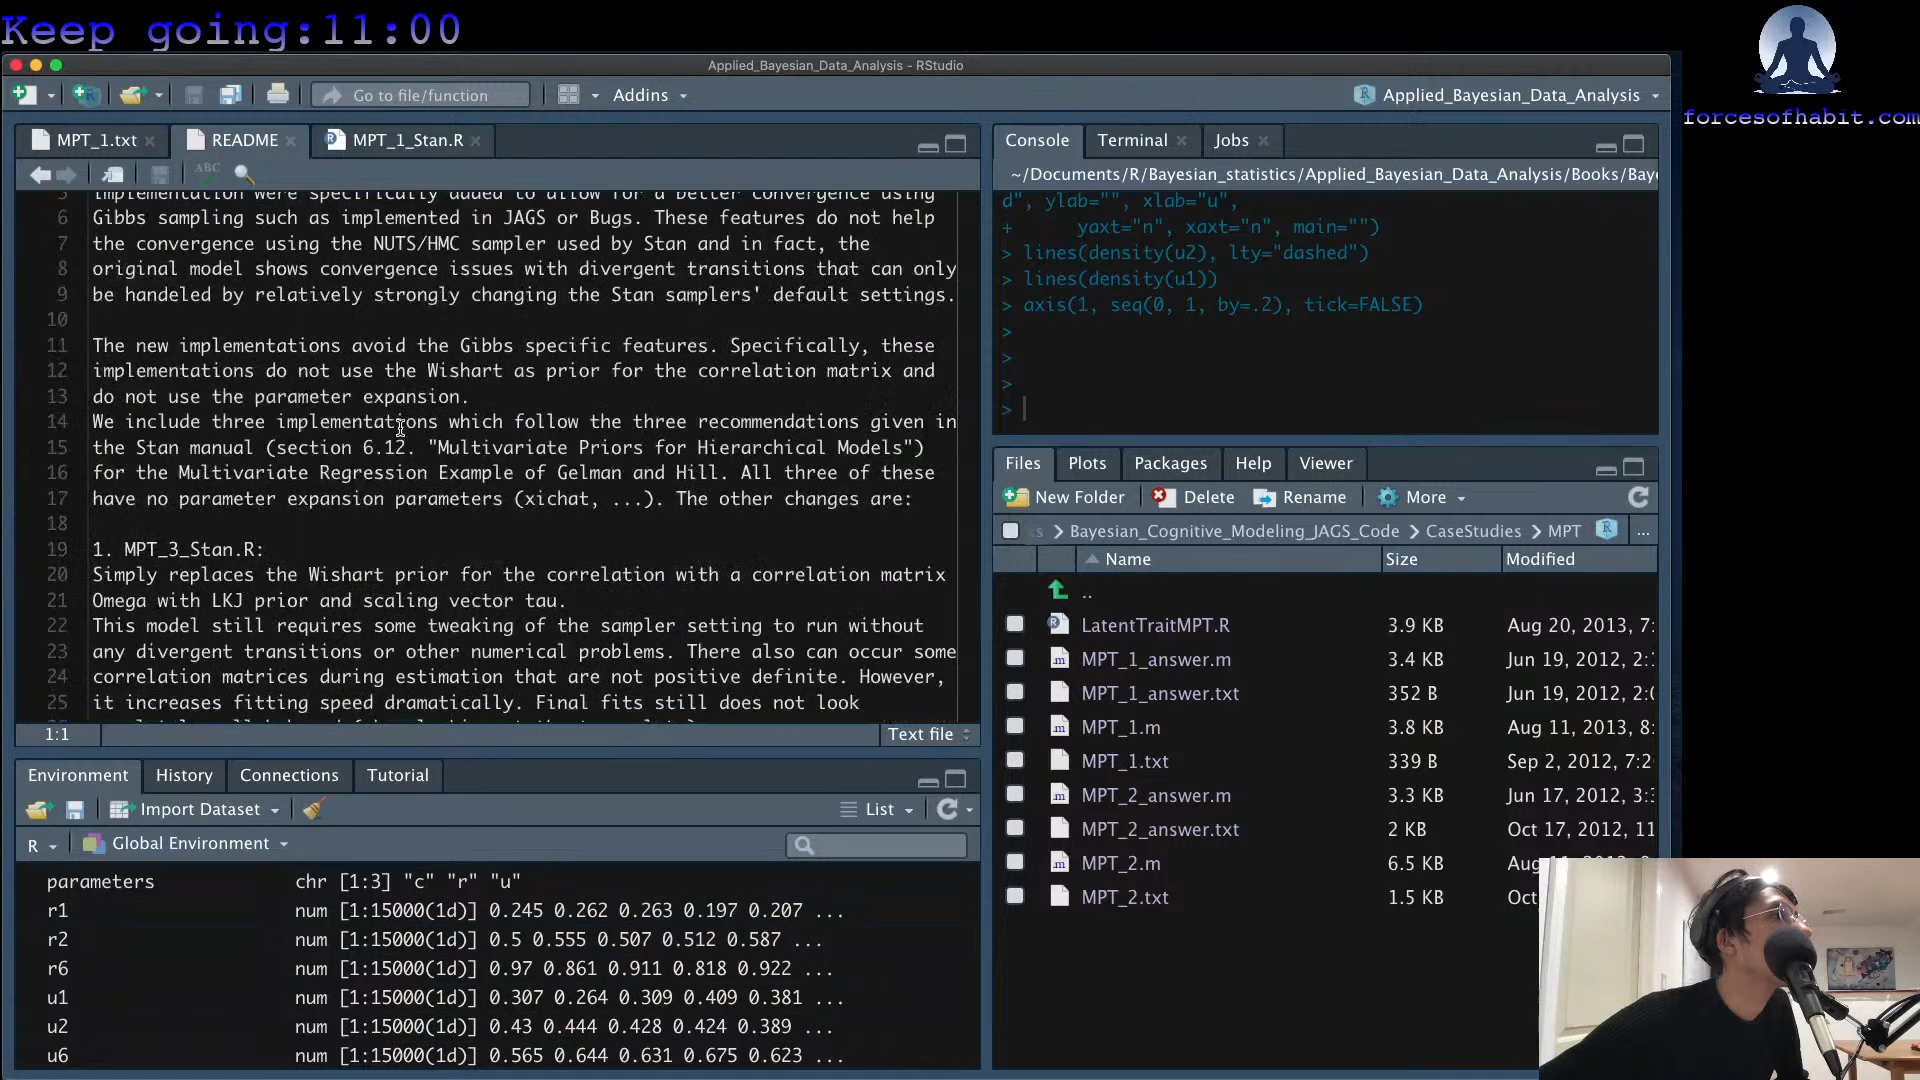 Keep going:11:00
forcesofhabit.com
Applied_Bayesian_Data_Analysis - RStudio
Go to file/function
Addins
Applied_Bayesian_Data_Analysis
MPT_1.txt
README
MPT_1_Stan.R
ABC
5 implementation were specifically added to allow for a better convergence using
6 Gibbs sampling such as implemented in JAGS or Bugs. These features do not help
7 the convergence using the NUTS/HMC sampler used by Stan and in fact, the
8 original model shows convergence issues with divergent transitions that can only
9 be handeled by relatively strongly changing the Stan samplers' default settings.
10
11 The new implementations avoid the Gibbs specific features. Specifically, these
12 implementations do not use the Wishart as prior for the correlation matrix and
13 do not use the parameter expansion.
14 We include three implementations which follow the three recommendations given in
15 the Stan manual (section 6.12. "Multivariate Priors for Hierarchical Models")
16 for the Multivariate Regression Example of Gelman and Hill. All three of these
17 have no parameter expansion parameters (xichat, ...). The other changes are:
18
19 1. MPT_3_Stan.R:
20 Simply replaces the Wishart prior for the correlation with a correlation matrix
21 Omega with LKJ prior and scaling vector tau.
22 This model still requires some tweaking of the sampler setting to run without
23 any divergent transitions or other numerical problems. There also can occur some
24 correlation matrices during estimation that are not positive definite. However,
25 it increases fitting speed dramatically. Final fits still does not look
1:1
Text file
Environment
History
Connections
Tutorial
Import Dataset
List
R
Global Environment
parameters chr [1:3] "c" "r" "u"
r1 num [1:15000(1d)] 0.245 0.262 0.263 0.197 0.207 ...
r2 num [1:15000(1d)] 0.5 0.555 0.507 0.512 0.587 ...
r6 num [1:15000(1d)] 0.97 0.861 0.911 0.818 0.922 ...
u1 num [1:15000(1d)] 0.307 0.264 0.309 0.409 0.381 ...
u2 num [1:15000(1d)] 0.43 0.444 0.428 0.424 0.389 ...
u6 num [1:15000(1d)] 0.565 0.644 0.631 0.675 0.623 ...
Console
Terminal
Jobs
~/Documents/R/Bayesian_statistics/Applied_Bayesian_Data_Analysis/Books/Baye
d", ylab="", xlab="u",
+ yaxt="n", xaxt="n", main="")
> lines(density(u2), lty="dashed")
> lines(density(u1))
> axis(1, seq(0, 1, by=.2), tick=FALSE)
>
>
>
>
Files
Plots
Packages
Help
Viewer
New Folder
Delete
Rename
More
Bayesian_Cognitive_Modeling_JAGS_Code
CaseStudies
MPT
...
Name Size Modified
..
LatentTraitMPT.R 3.9 KB Aug 20, 2013, 7:
MPT_1_answer.m 3.4 KB Jun 19, 2012, 2:
MPT_1_answer.txt 352 B Jun 19, 2012, 2:0
MPT_1.m 3.8 KB Aug 11, 2013, 8:
MPT_1.txt 339 B Sep 2, 2012, 7:2
MPT_2_answer.m 3.3 KB Jun 17, 2012, 3:
MPT_2_answer.txt 2 KB Oct 17, 2012, 11
MPT_2.m 6.5 KB Aug
MPT_2.txt 1.5 KB Oct